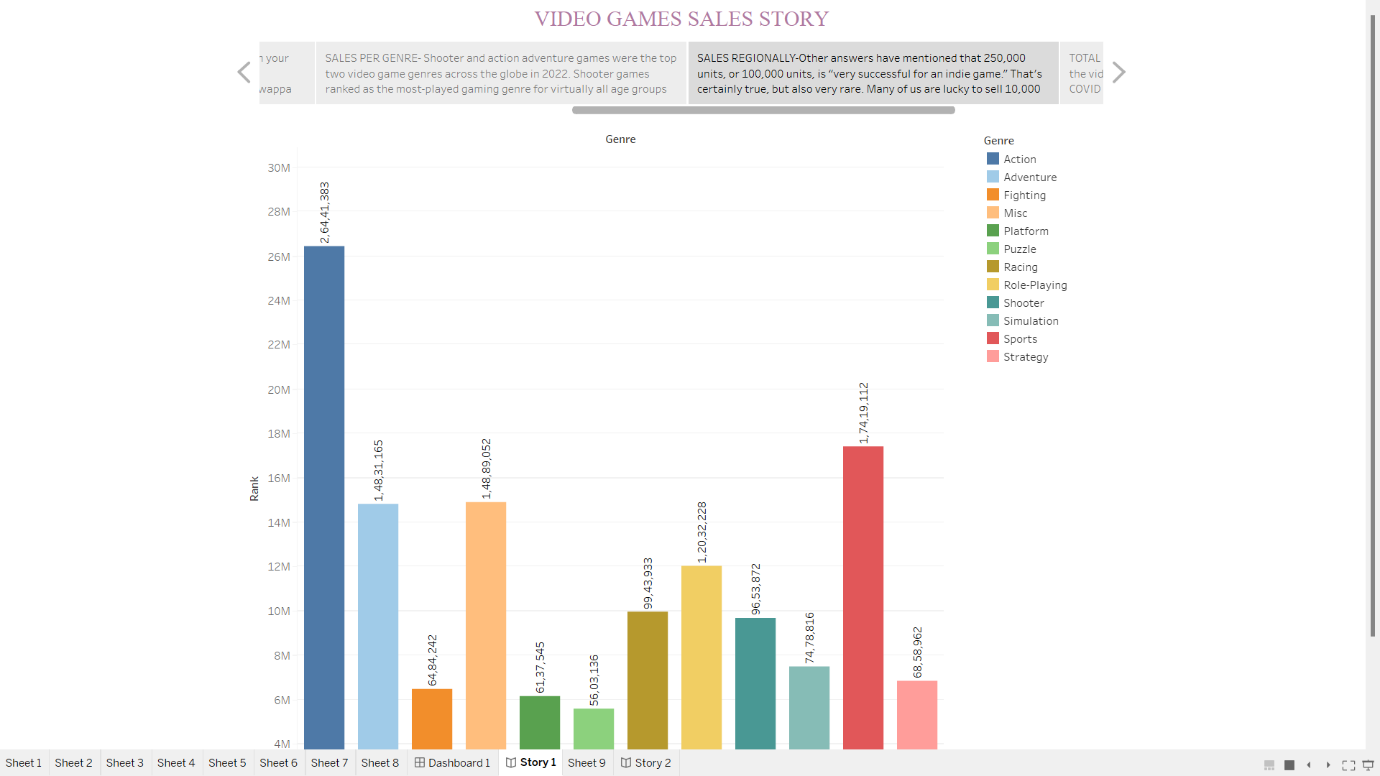 VIDEO GAMES SALES STORY
n your
wappa
SALES PER GENRE- Shooter and action adventure games were the top
two video game genres across the globe in 2022. Shooter games
ranked as the most-played gaming genre for virtually all age groups
SALES REGIONALLY-Other answers have mentioned that 250,000
units, or 100,000 units, is “very successful for an indie game.” That's
certainly true, but also very rare. Many of us are lucky to sell 10,000
TOTAL
the vid
COVID
Genre
30M
28M
26M
24M
22M
20M
18M
16M
14M
12M
10M
8M
6M
4M
Rank
2,64,41,383
1,48,31,165
64,84,242
1,48,89,052
61,37,545
56,03,136
99,43,933
1,20,32,228
96,53,872
74,78,816
1,74,19,112
68,58,962
Genre
Action
Adventure
Fighting
Misc
Platform
Puzzle
Racing
Role-Playing
Shooter
Simulation
Sports
Strategy
Sheet 1 Sheet 2 Sheet 3 Sheet 4 Sheet 5 Sheet 6 Sheet 7 Sheet 8 Dashboard 1 Story 1 Sheet 9 Story 2